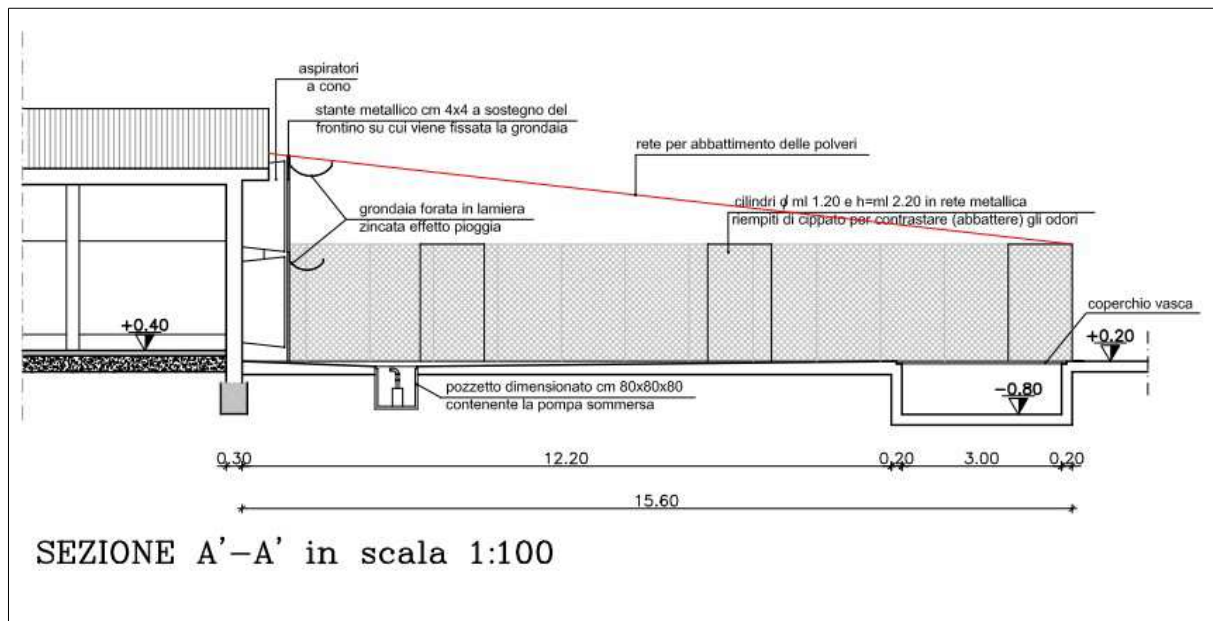 aspiratori
a cono
stante metallico cm 4x4 a sostegno del
frontino su cui viene fissata la grondaia
rete per abbattimento delle polveri
grondaia forata in lamiera
zincata effetto pioggia
cilindri ϕ ml 1.20 e h=ml 2.20 in rete metallica
riempiti di cippato per contrastare (abbattere) gli odori
coperchio vasca
+0.40
+0.20
-0.80
pozzetto dimensionato cm 80x80x80
contenente la pompa sommersa
0.30
12.20
0.20
3.00
0.20
15.60
SEZIONE A'-A' in scala 1:100